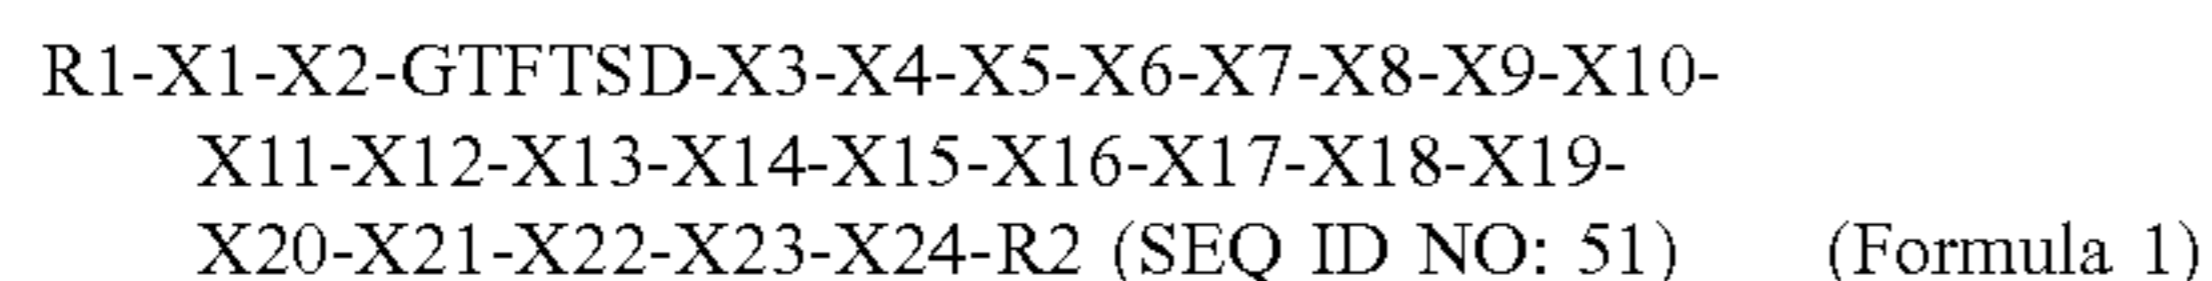 R1-X1-X2-GTFTSD-X3-X4-X5-X6-X7-X8-X9-X10-
X11-X12-X13-X14-X15-X16-X17-X18-X19-
X20-X21-X22-X23-X24-R2 (SEQ ID NO: 51) (Formula 1)